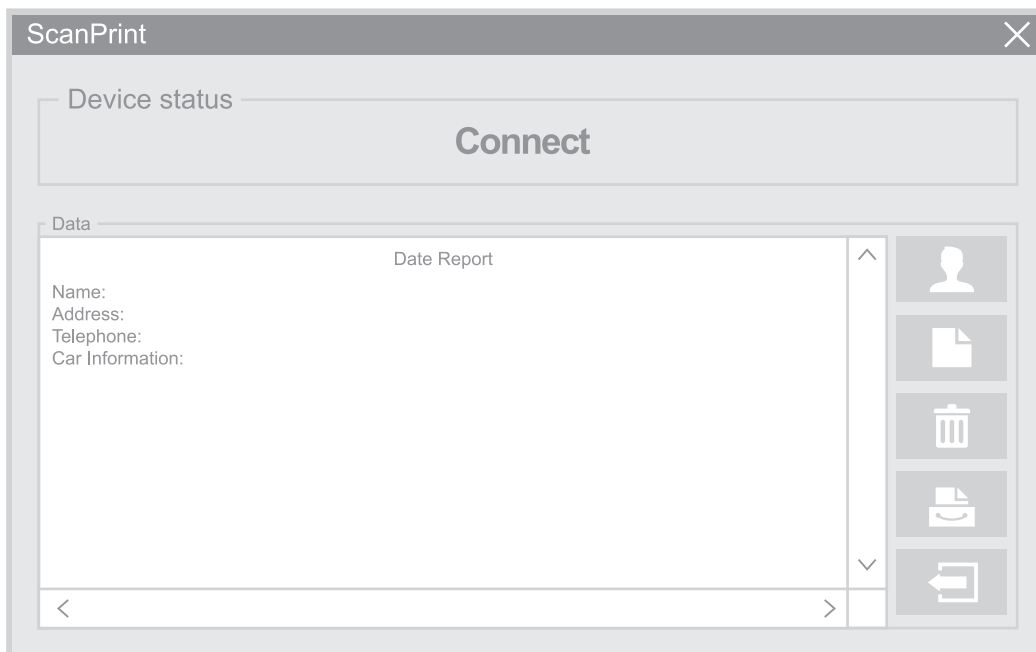 ScanPrint
Device status
Connect
Data
Date Report
Name:
Address:
Telephone:
Car Information: